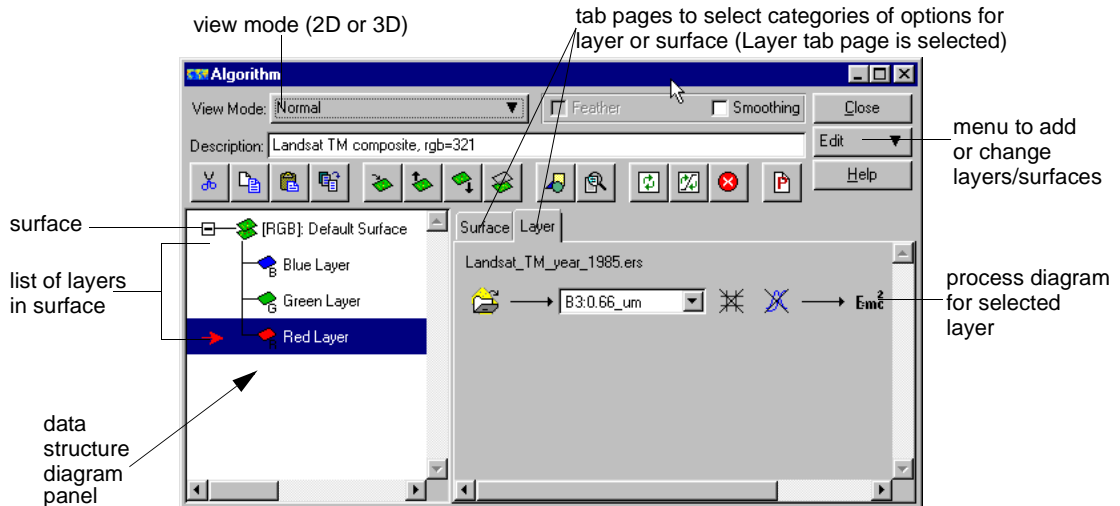 view mode (2D or 3D)
tab pages to select categories of options for
layer or surface (Layer tab page is selected)
Algorithm
View Mode:
Normal
Feather
Smoothing
Close
Description:
Landsat TM composite, rgb=321
Edit
Help
menu to add
or change
layers/surfaces
surface
[RGB]: Default Surface
Surface
Layer
list of layers
in surface
B
Blue Layer
G
Green Layer
Red Layer
Landsat_TM_year_1985.ers
B3:0.66_um
Emc2
process diagram
for selected
layer
data
structure
diagram
panel
P